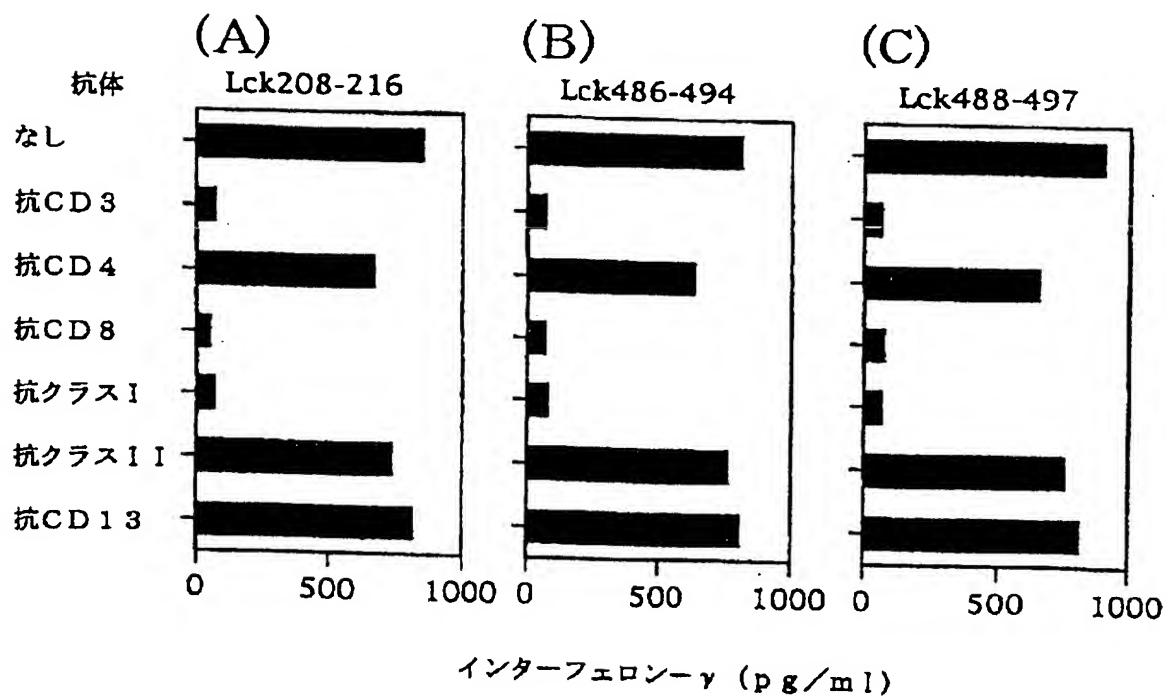 (A) (B) (C)
抗体 Lck208-216 Lck486-494 Lck488-497
なし
抗CD3
抗CD4
抗CD8
抗クラスI
抗クラスII
抗CD13
0 500 1000 0 500 1000 0 500 1000
インターフェロンーγ (pg/ml)